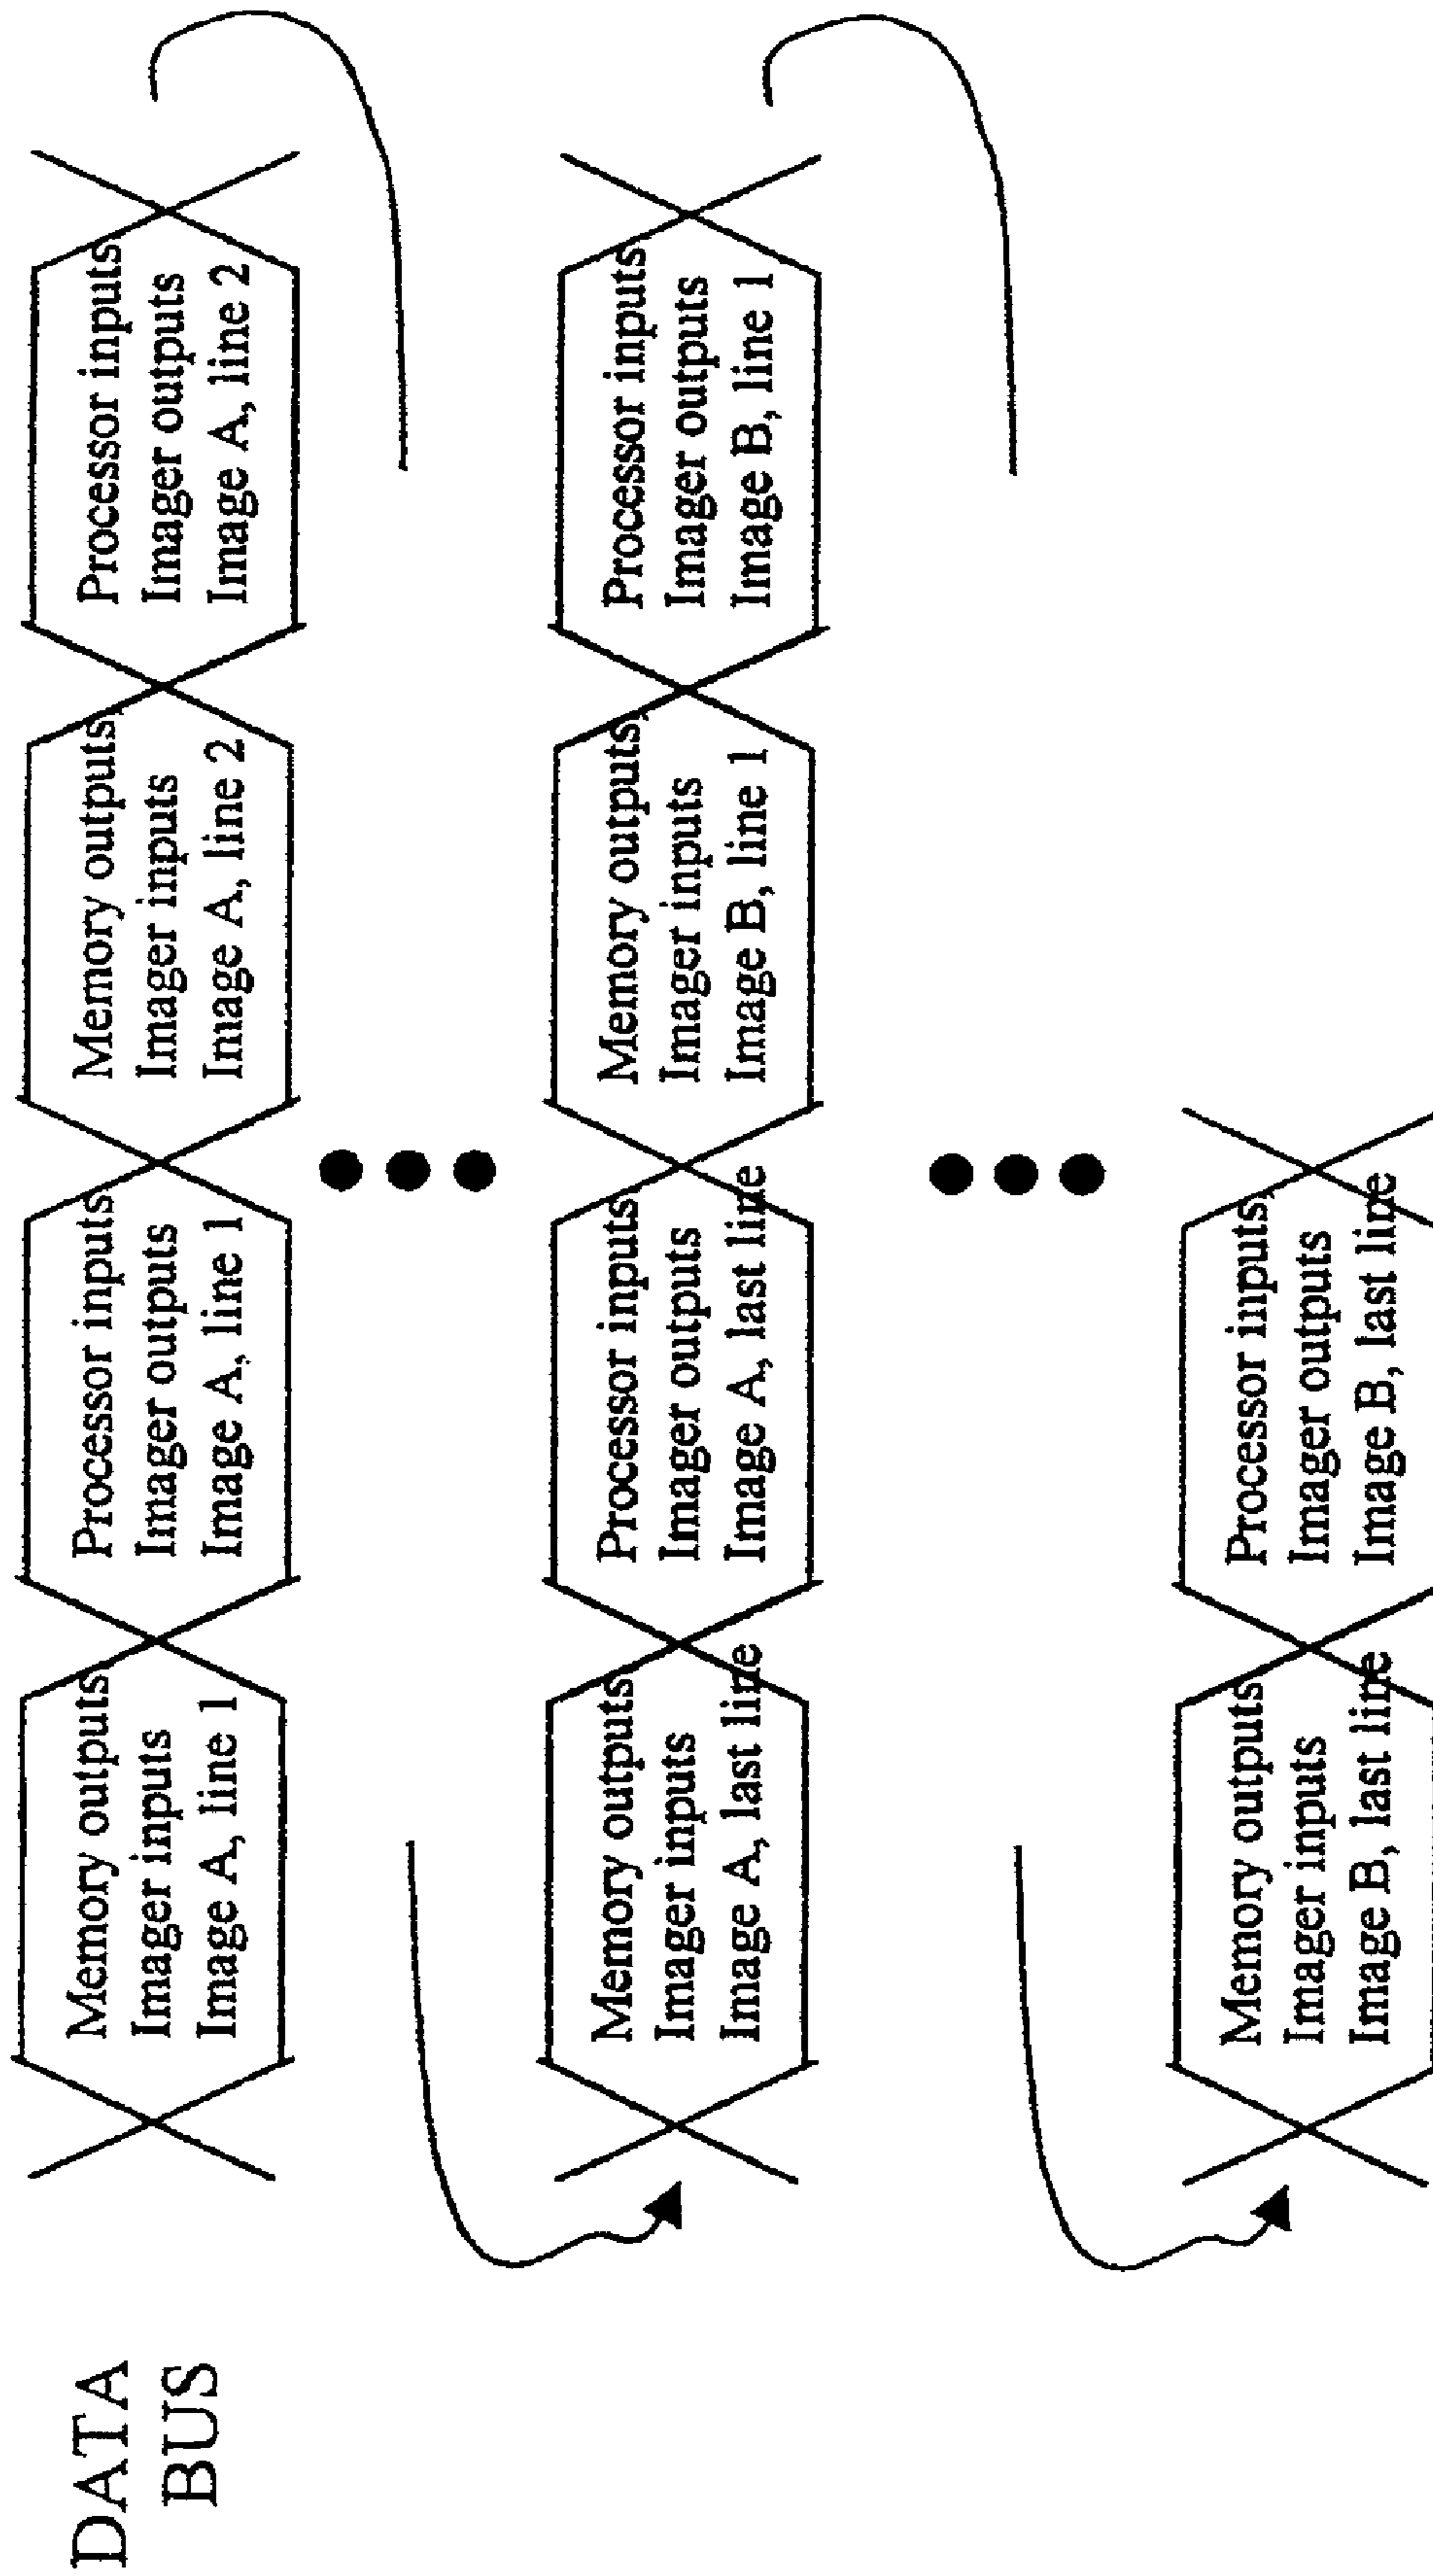 DATA
BUS
Memory outputs,
Imager inputs
Image A, line 1
Processor inputs,
Imager outputs
Image A, line 1
Memory outputs,
Imager inputs
Image A, line 2
Processor inputs,
Imager outputs
Image A, line 2
Memory outputs,
Imager inputs
Image A, last line
Processor inputs,
Imager outputs
Image A, last line
Memory outputs,
Imager inputs
Image B, line 1
Processor inputs,
Imager outputs
Image B, line 1
Memory outputs,
Imager inputs
Image B, last line
Processor inputs,
Imager outputs
Image B, last line